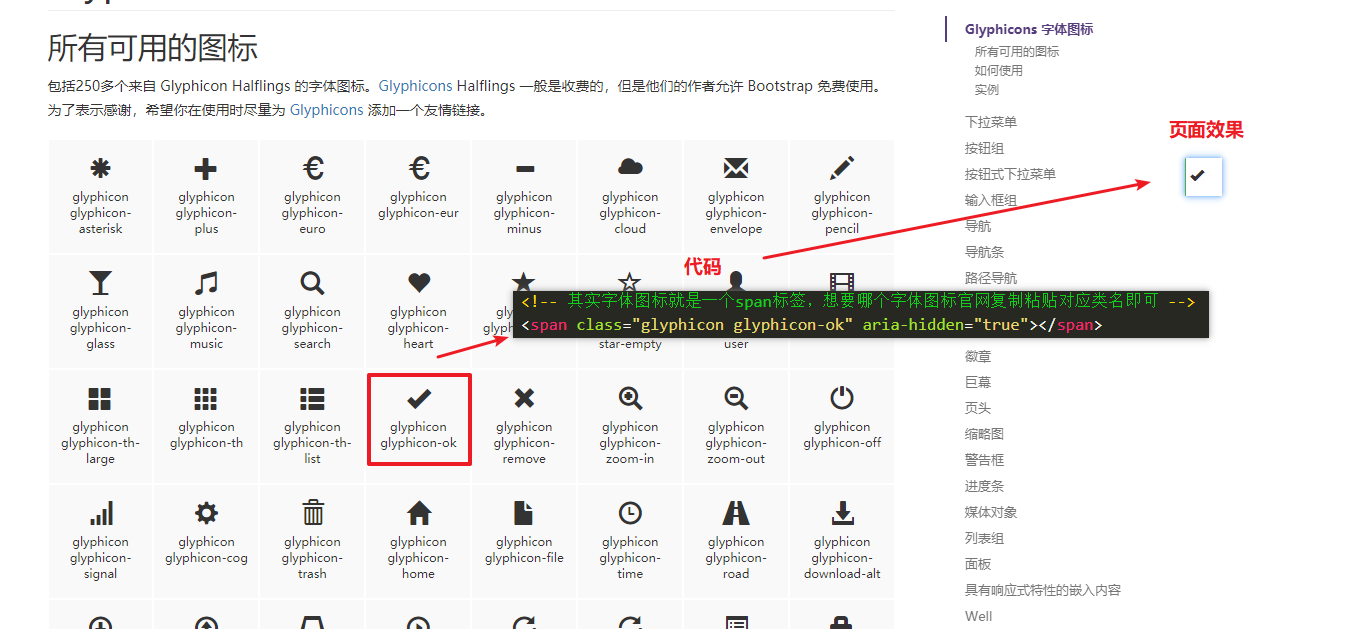 所有可用的图标
包括250多个来自 Glyphicon Halflings 的字体图标。Glyphicons Halflings 一般是收费的，但是他们的作者允许 Bootstrap 免费使用。
为了表示感谢，希望你在使用时尽量为 Glyphicons 添加一个友情链接。
glyphicon glyphicon-asterisk
glyphicon glyphicon-plus
glyphicon glyphicon-euro
glyphicon glyphicon-eur
glyphicon glyphicon-minus
glyphicon glyphicon-cloud
glyphicon glyphicon-envelope
glyphicon glyphicon-pencil
glyphicon glyphicon-glass
glyphicon glyphicon-music
glyphicon glyphicon-search
glyphicon glyphicon-heart
star-empty
user
代码
<!-- 其实字体图标就是一个span标签，想要哪个字体图标官网复制粘贴对应类名即可 -->
<span class="glyphicon glyphicon-ok" aria-hidden="true"></span>
glyphicon glyphicon-th-large
glyphicon glyphicon-th
glyphicon glyphicon-th-list
glyphicon glyphicon-ok
glyphicon glyphicon-remove
glyphicon glyphicon-zoom-in
glyphicon glyphicon-zoom-out
glyphicon glyphicon-off
glyphicon glyphicon-signal
glyphicon glyphicon-cog
glyphicon glyphicon-trash
glyphicon glyphicon-home
glyphicon glyphicon-file
glyphicon glyphicon-time
glyphicon glyphicon-road
glyphicon glyphicon-download-alt
Glyphicons 字体图标
所有可用的图标
如何使用
实例
下拉菜单
按钮组
按钮式下拉菜单
输入框组
导航
导航条
路径导航
徽章
巨幕
页头
缩略图
警告框
进度条
媒体对象
列表组
面板
具有响应式特性的嵌入内容
Well
页面效果